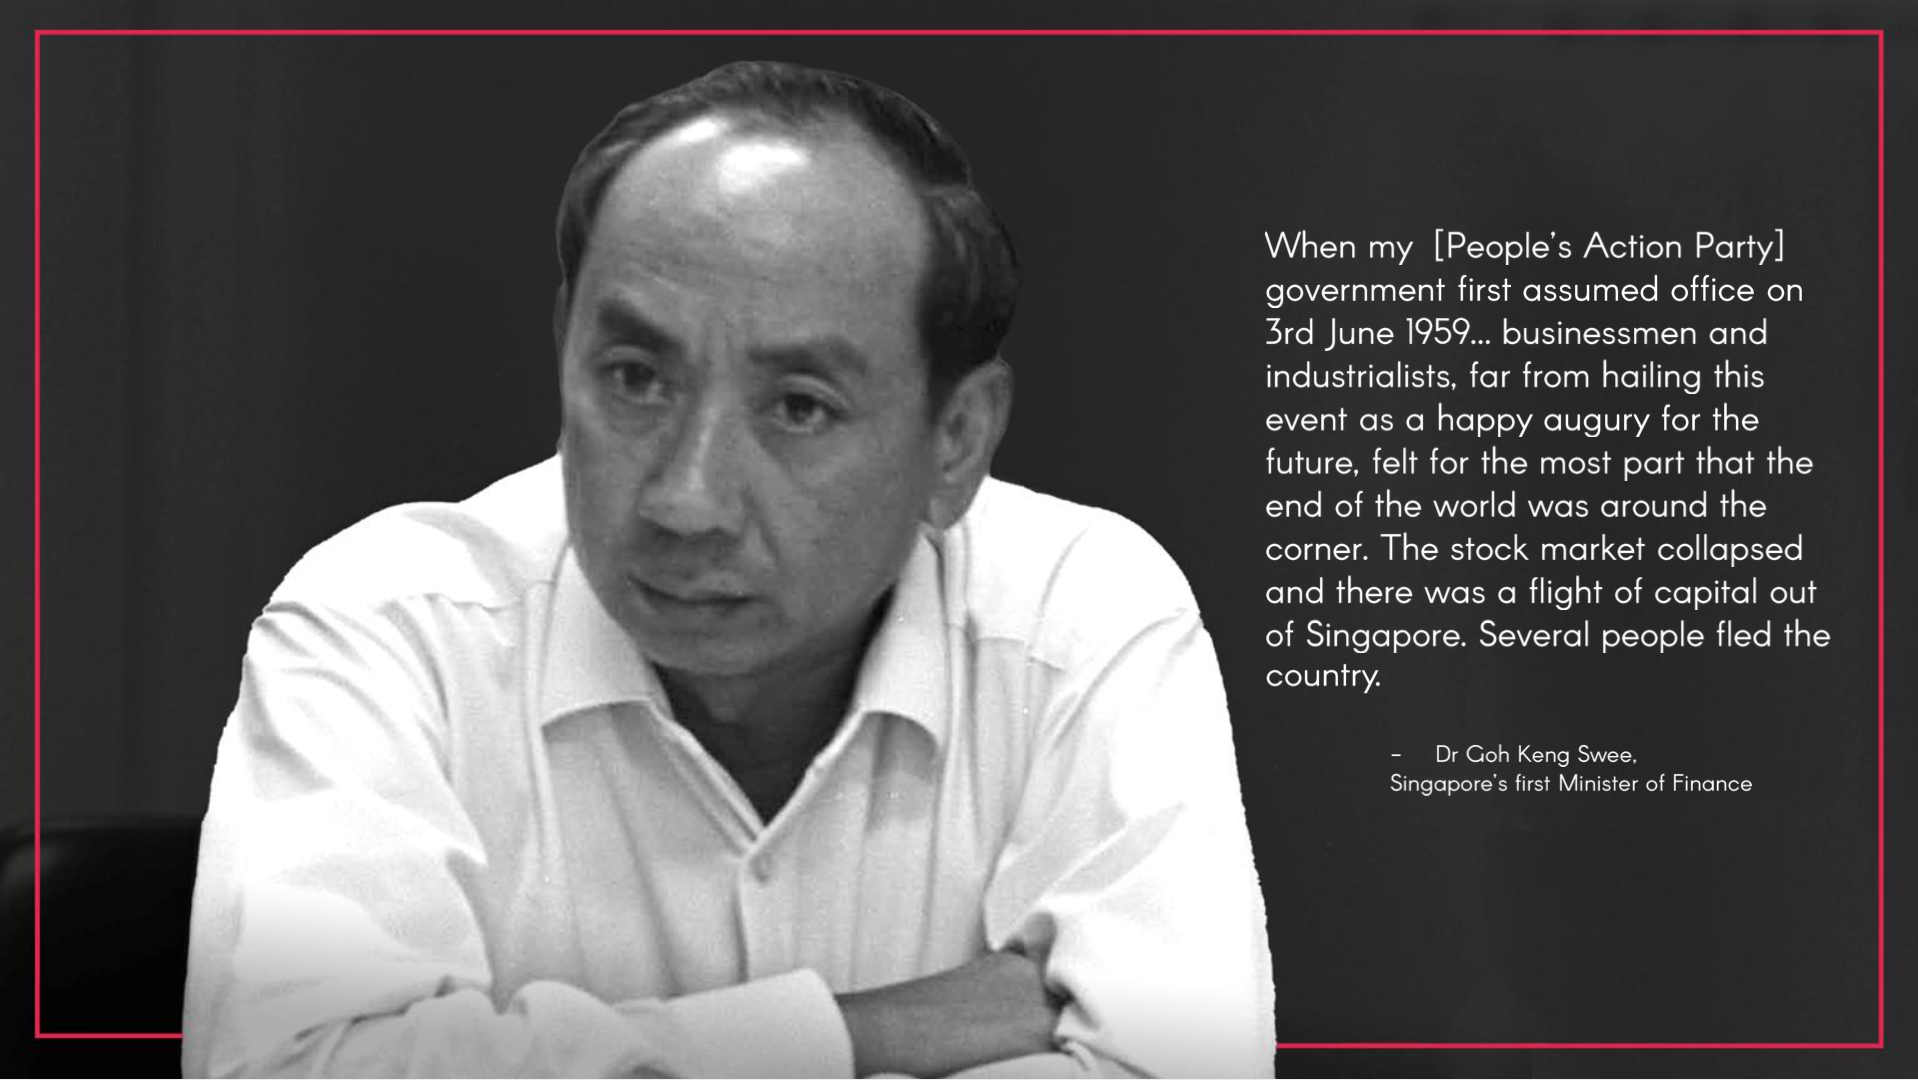 When my [People's Action Party]
government first assumed office on
3rd June 1959... businessmen and
industrialists, far from hailing this
event as a happy augury for the
future, felt for the most part that the
end of the world was around the
corner. The stock market collapsed
and there was a flight of capital out
of Singapore. Several people fled the
country.
– Dr Goh Keng Swee,
Singapore's first Minister of Finance